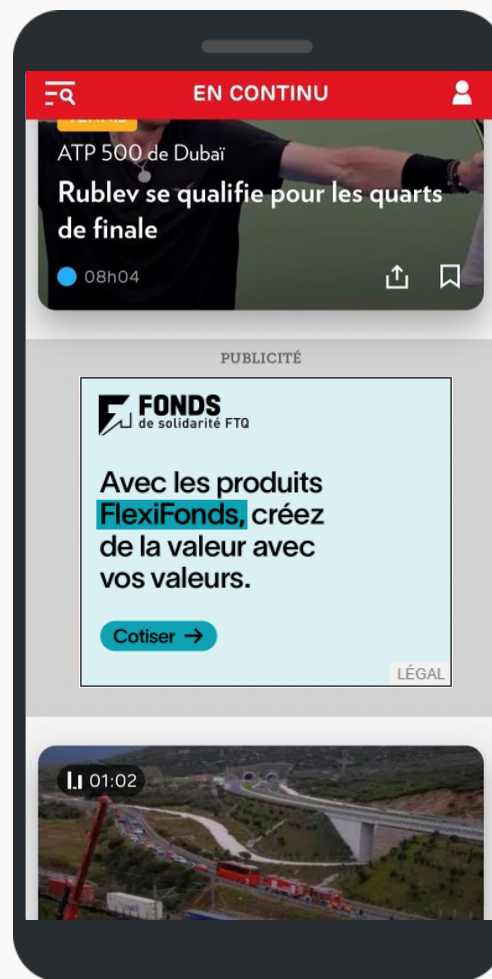 EN CONTINU
TENNIS
ATP 500 de Dubaï
Rublev se qualifie pour les quarts
de finale
08h04
PUBLICITÉ
FONDS
de solidarité FTQ
Avec les produits
FlexiFonds, créez
de la valeur avec
vos valeurs.
Cotiser →
LÉGAL
01:02